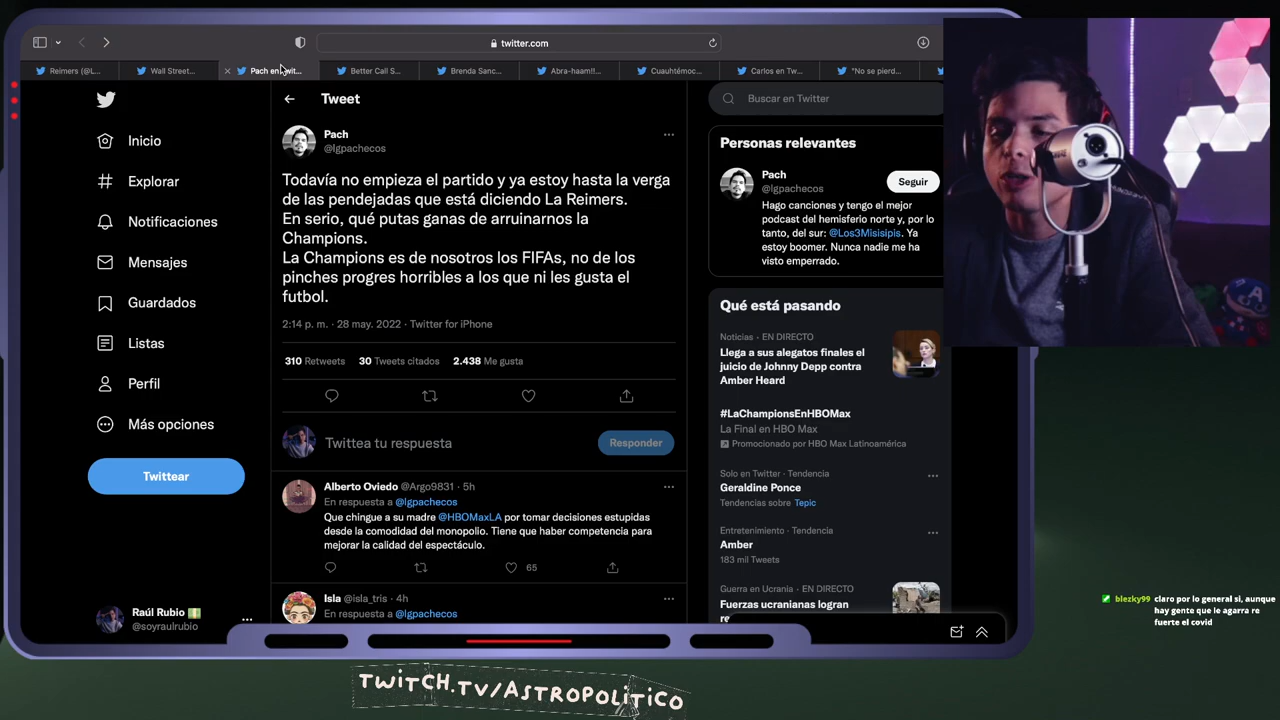 twitter.com
Reimers (@L...
Wall Street...
Pach en Twit...
Better Call S...
Brenda Sanc...
Abra-haam!!...
Cuauhtémoc...
Carlos en Tw...
"No se pierd...
Inicio
Explorar
Notificaciones
Mensajes
Guardados
Listas
Perfil
Más opciones
Twittear
Raúl Rubio
@soyraulrubio
Tweet
Pach
@lgpachecos
Todavía no empieza el partido y ya estoy hasta la verga
de las pendejadas que está diciendo La Reimers.
En serio, qué putas ganas de arruinarnos la
Champions.
La Champions es de nosotros los FIFAs, no de los
pinches progres horribles a los que ni les gusta el
futbol.
2:14 p. m. · 28 may. 2022 · Twitter for iPhone
310 Retweets 30 Tweets citados 2.438 Me gusta
Twittea tu respuesta
Responder
Alberto Oviedo @Argo9831 · 5h
En respuesta a @lgpachecos
Que chingue a su madre @HBOMaxLA por tomar decisiones estupidas
desde la comodidad del monopolio. Tiene que haber competencia para
mejorar la calidad del espectáculo.
65
Isla @isla_tris · 4h
En respuesta a @lgpachecos
Buscar en Twitter
Personas relevantes
Pach
@lgpachecos
Seguir
Hago canciones y tengo el mejor
podcast del hemisferio norte y, por lo
tanto, del sur: @Los3Misisipis. Ya
estoy boomer. Nunca nadie me ha
visto emperrado.
Qué está pasando
Noticias · EN DIRECTO
Llega a sus alegatos finales el
juicio de Johnny Depp contra
Amber Heard
#LaChampionsEnHBOMax
La Final en HBO Max
Promocionado por HBO Max Latinoamérica
Solo en Twitter · Tendencia
Geraldine Ponce
Tendencias sobre Tepic
Entretenimiento · Tendencia
Amber
183 mil Tweets
Guerra en Ucrania · EN DIRECTO
Fuerzas ucranianas logran
blezky99 claro por lo general si, aunque
hay gente que le agarra re
fuerte el covid
TWiTCH.TV/ASTROPOLiTiCO